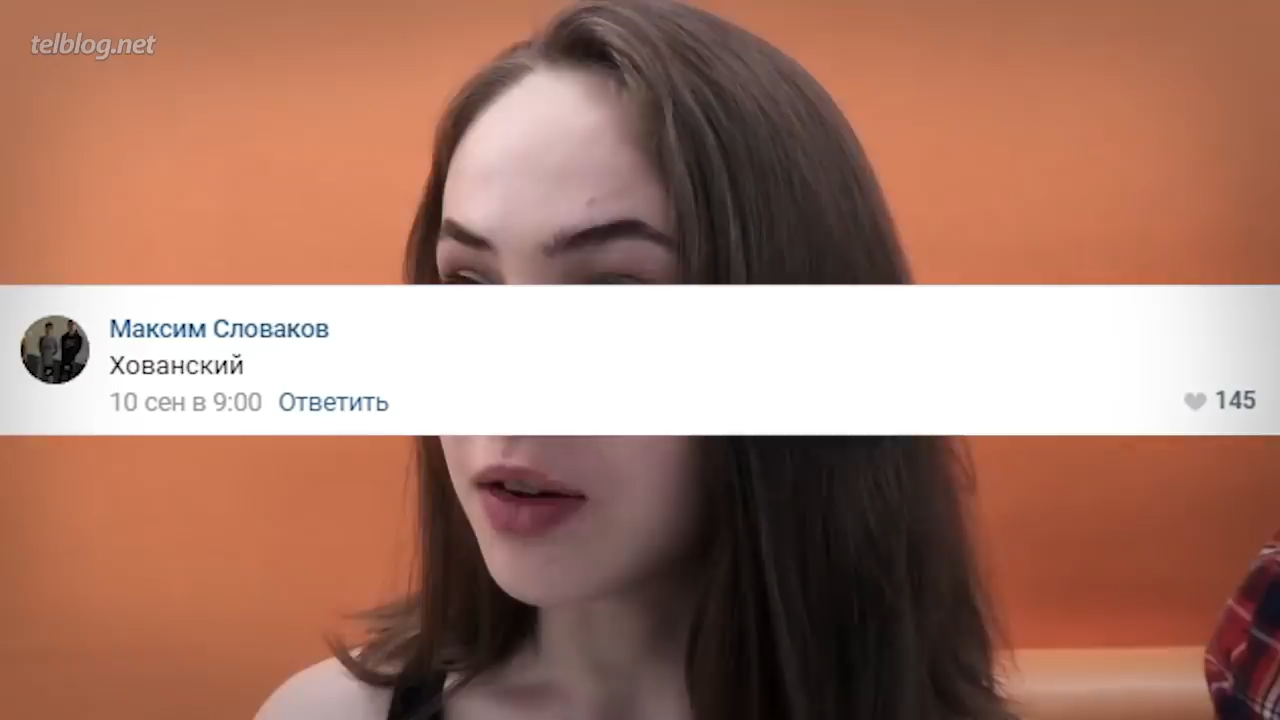 telblog.net
Максим Словаков
Хованский
10 сен в 9:00 Ответить
145